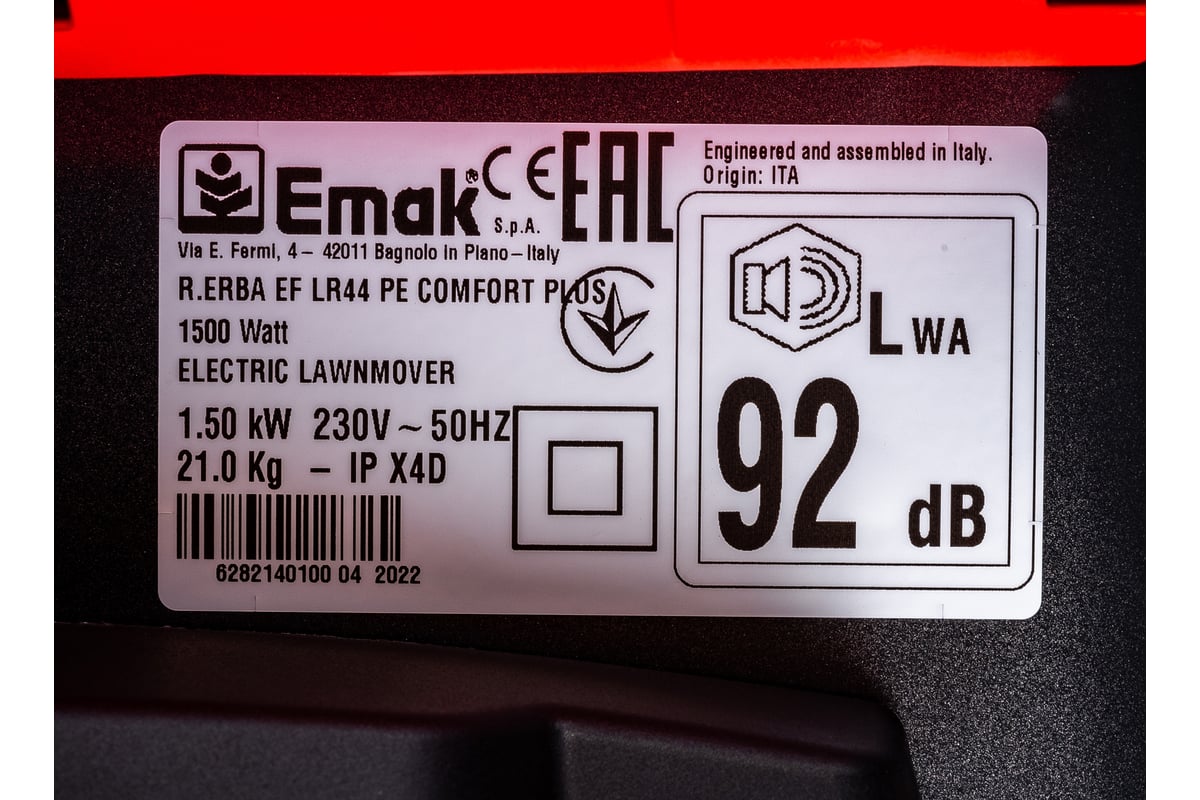 Emak® S.p.A.
CE EAC
Via E. Fermi, 4 – 42011 Bagnolo in Piano – Italy
R.ERBA EF LR44 PE COMFORT PLUS
1500 Watt
ELECTRIC LAWNMOVER
1.50 kW 230V ~ 50HZ
21.0 Kg – IP X4D
6282140100 04 2022
Engineered and assembled in Italy.
Origin: ITA
LWA
92 dB